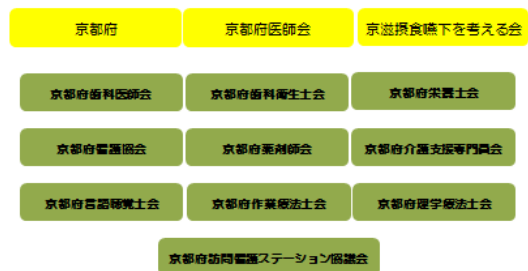 京都府
京都府医師会
京滋摂食嚥下を考える会
京都府歯科医師会
京都府歯科衛生士会
京都府栄養士会
京都府看護協会
京都府薬剤師会
京都府介護支援専門員会
京都府言語聴覚士会
京都府作業療法士会
京都府理学療法士会
京都府訪問看護ステーション協議会